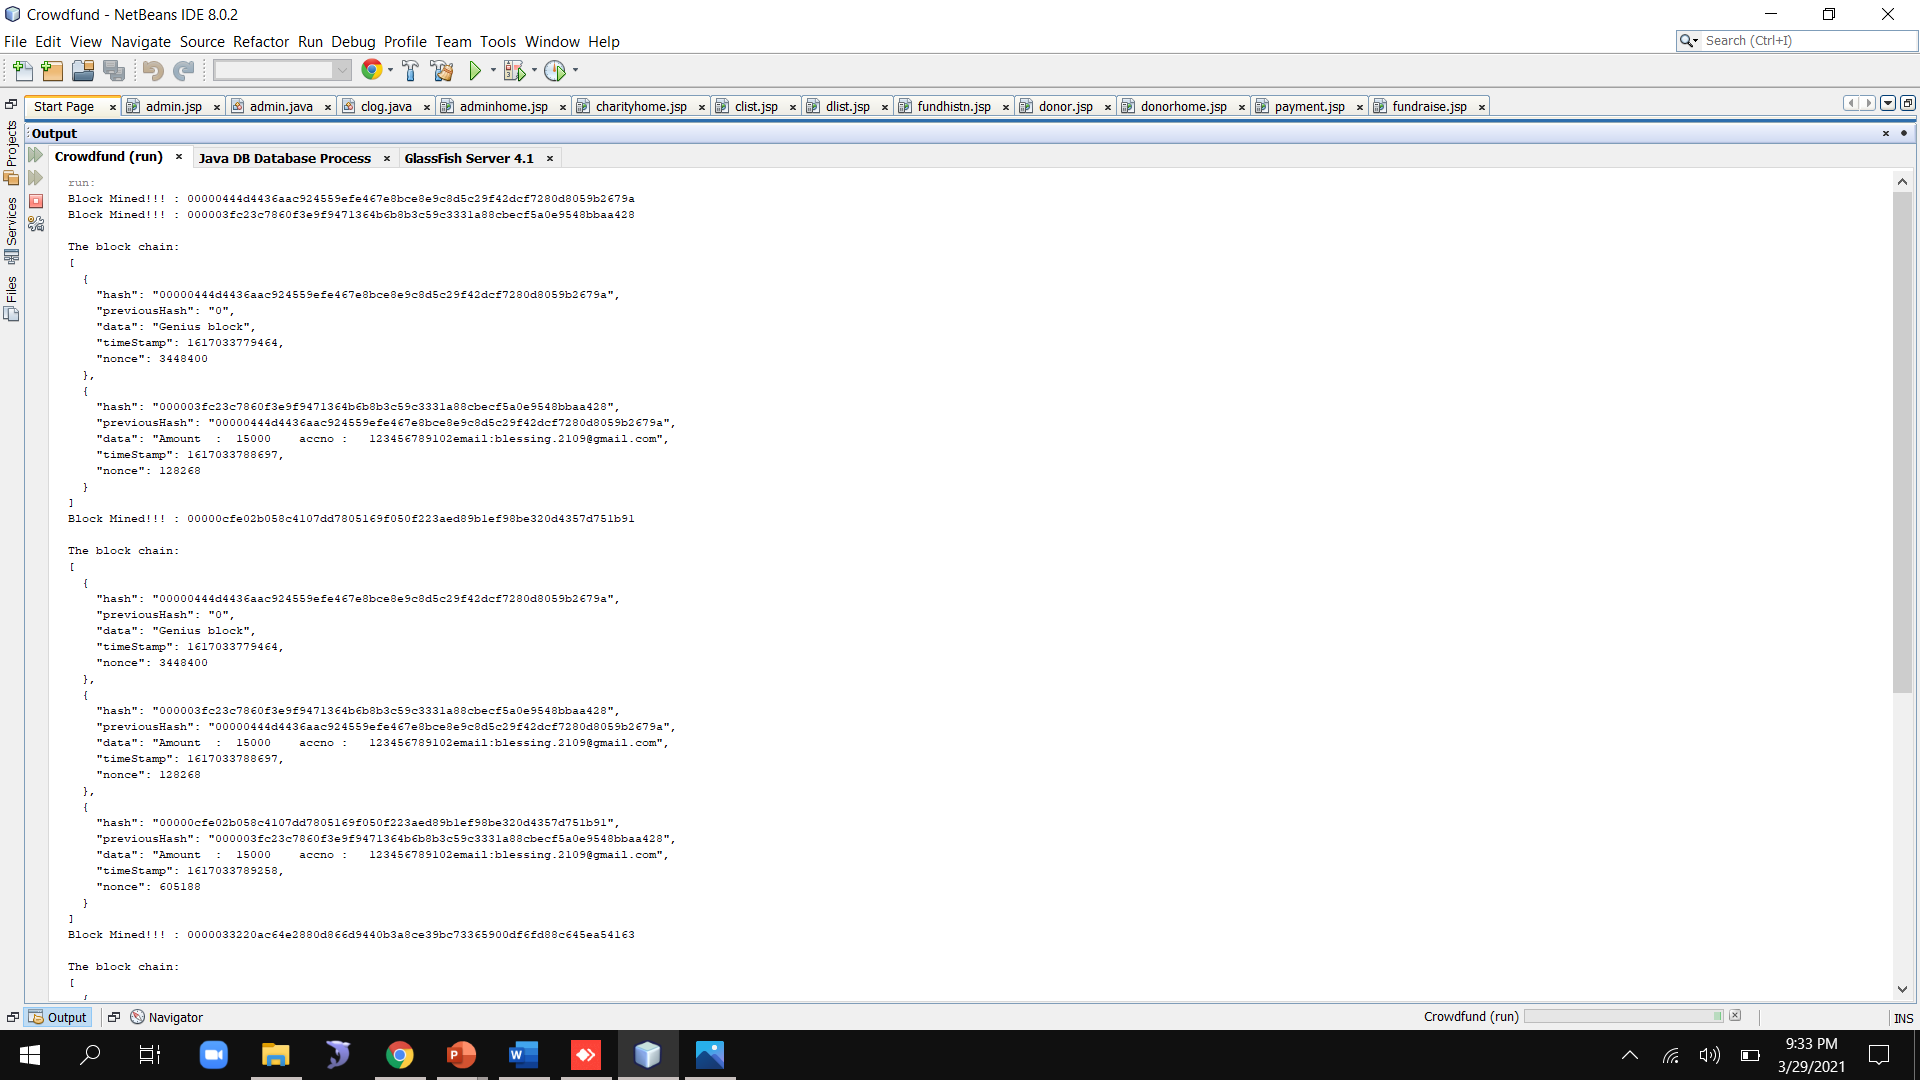 Crowdfund - NetBeans IDE 8.0.2
File Edit View Navigate Source Refactor Run Debug Profile Team Tools Window Help
Search (Ctrl+I)
Start Page admin.jsp admin.java clog.java adminhome.jsp charityhome.jsp clist.jsp dlist.jsp fundhistn.jsp donor.jsp donorhome.jsp payment.jsp fundraise.jsp
Projects
Services
Files
Output
Crowdfund (run) Java DB Database Process GlassFish Server 4.1
run:
Block Mined!!! : 00000444d4436aac924559efe467e8bce8e9c8d5c29f42dcf7280d8059b2679a
Block Mined!!! : 000003fc23c7860f3e9f9471364b6b8b3c59c3331a88cbecf5a0e9548bbaa428
The block chain:
[
{
"hash": "00000444d4436aac924559efe467e8bce8e9c8d5c29f42dcf7280d8059b2679a",
"previousHash": "0",
"data": "Genius block",
"timeStamp": 1617033779464,
"nonce": 3448400
},
{
"hash": "000003fc23c7860f3e9f9471364b6b8b3c59c3331a88cbecf5a0e9548bbaa428",
"previousHash": "00000444d4436aac924559efe467e8bce8e9c8d5c29f42dcf7280d8059b2679a",
"data": "Amount  :  15000    accno :   123456789102email:blessing.2109@gmail.com",
"timeStamp": 1617033788697,
"nonce": 128268
}
]
Block Mined!!! : 00000cfe02b058c4107dd7805169f050f223aed89b1ef98be320d4357d751b91
The block chain:
[
{
"hash": "00000444d4436aac924559efe467e8bce8e9c8d5c29f42dcf7280d8059b2679a",
"previousHash": "0",
"data": "Genius block",
"timeStamp": 1617033779464,
"nonce": 3448400
},
{
"hash": "000003fc23c7860f3e9f9471364b6b8b3c59c3331a88cbecf5a0e9548bbaa428",
"previousHash": "00000444d4436aac924559efe467e8bce8e9c8d5c29f42dcf7280d8059b2679a",
"data": "Amount  :  15000    accno :   123456789102email:blessing.2109@gmail.com",
"timeStamp": 1617033788697,
"nonce": 128268
},
{
"hash": "00000cfe02b058c4107dd7805169f050f223aed89b1ef98be320d4357d751b91",
"previousHash": "000003fc23c7860f3e9f9471364b6b8b3c59c3331a88cbecf5a0e9548bbaa428",
"data": "Amount  :  15000    accno :   123456789102email:blessing.2109@gmail.com",
"timeStamp": 1617033789258,
"nonce": 605188
}
]
Block Mined!!! : 0000033220ac64e2880d866d9440b3a8ce39bc73365900df6fd88c645ea54163
The block chain:
[
{
Output Navigator
Crowdfund (run)
INS
9:33 PM
3/29/2021